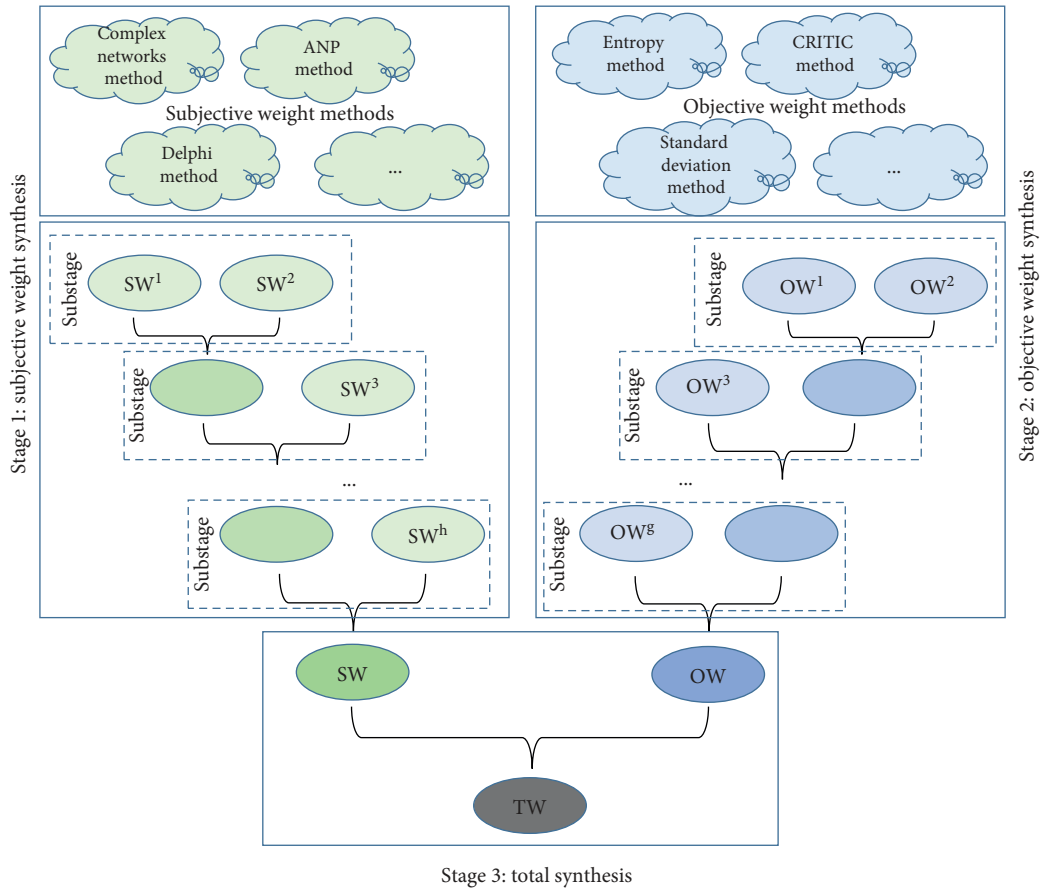 Complex
networks
method
ANP
method
Subjective weight methods
Delphi
method
...
Entropy
method
CRITIC
method
Objective weight methods
Standard
deviation
method
...
Stage 1: subjective weight synthesis
Substage
SW¹
SW²
Substage
SW³
...
Substage
SWʰ
Stage 2: objective weight synthesis
Substage
OW¹
OW²
Substage
OW³
...
Substage
OWᵍ
SW
OW
TW
Stage 3: total synthesis